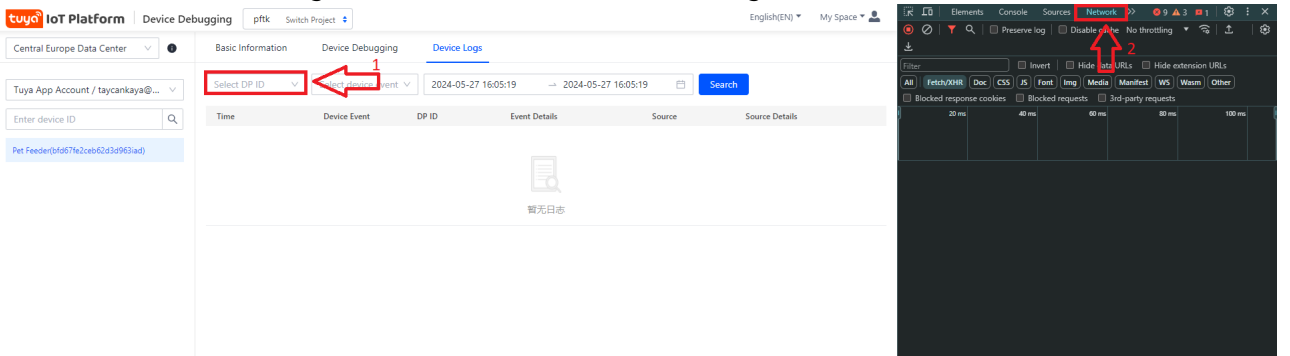 tuya IoT Platform Device Debugging pftk Switch Project English(EN) My Space
Central Europe Data Center
Basic Information Device Debugging Device Logs
1
Tuya App Account / taycankaya@...
Select DP ID Select device event 2024-05-27 16:05:19 → 2024-05-27 16:05:19 Search
Enter device ID
Time Device Event DP ID Event Details Source Source Details
Pet Feeder(bfd67fe2ceb62d3d963iad)
暂无日志
Elements Console Sources Network 9 3 1
Preserve log Disable cache No throttling
2
Filter Invert Hide data URLs Hide extension URLs
All Fetch/XHR Doc CSS JS Font Img Media Manifest WS Wasm Other
Blocked response cookies Blocked requests 3rd-party requests
20 ms 40 ms 60 ms 80 ms 100 ms